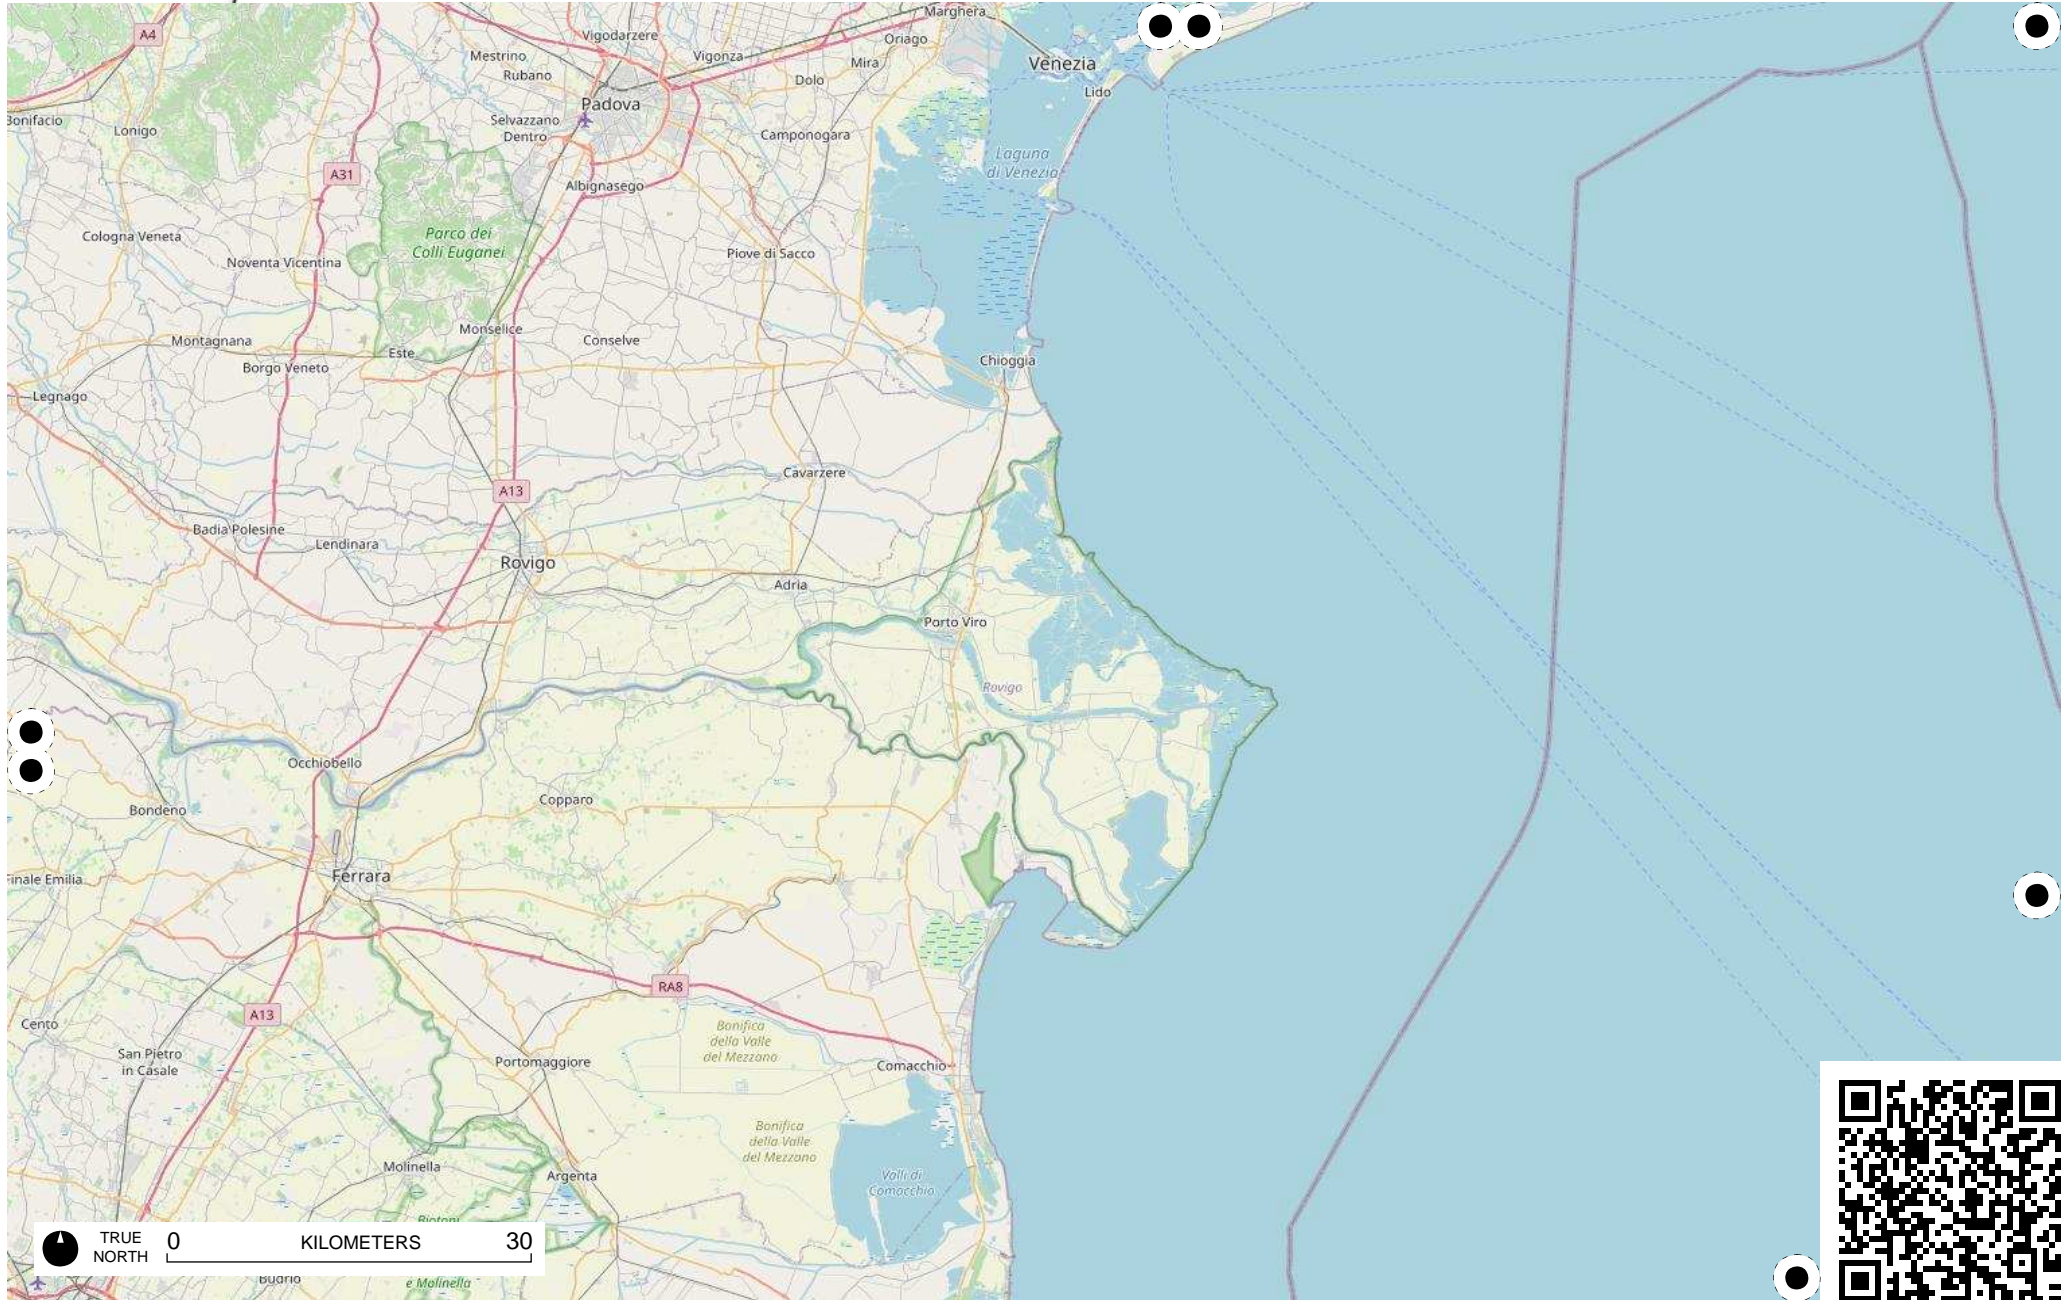 A4
Marghera
Vigodarzere
Oriago
Mestrino
Vigonza
Mira
Venezia
Rubano
Dolo
Lido
Padova
Bonifacio
Lonigo
Selvazzano
Dentro
Camponogara
Laguna
di Venezia
A31
Albignasego
Cologna Veneta
Parco dei
Colli Euganei
Noventa Vicentina
Piove di Sacco
Monselice
Montagnana
Este
Conselve
Borgo Veneto
Chioggia
Legnago
Cavarzere
A13
Badia Polesine
Lendinara
Rovigo
Adria
Porto Viro
Rovigo
Occhiobello
Bondeno
Copparo
Finale Emilia
Ferrara
RA8
A13
Cento
Bonifica
della Valle
del Mezzano
San Pietro
in Casale
Portomaggiore
Comacchio
Bonifica
della Valle
del Mezzano
Molinella
Argenta
Valli di
Comacchio
TRUE
NORTH
0 KILOMETERS 30
Budrio
e Molinella